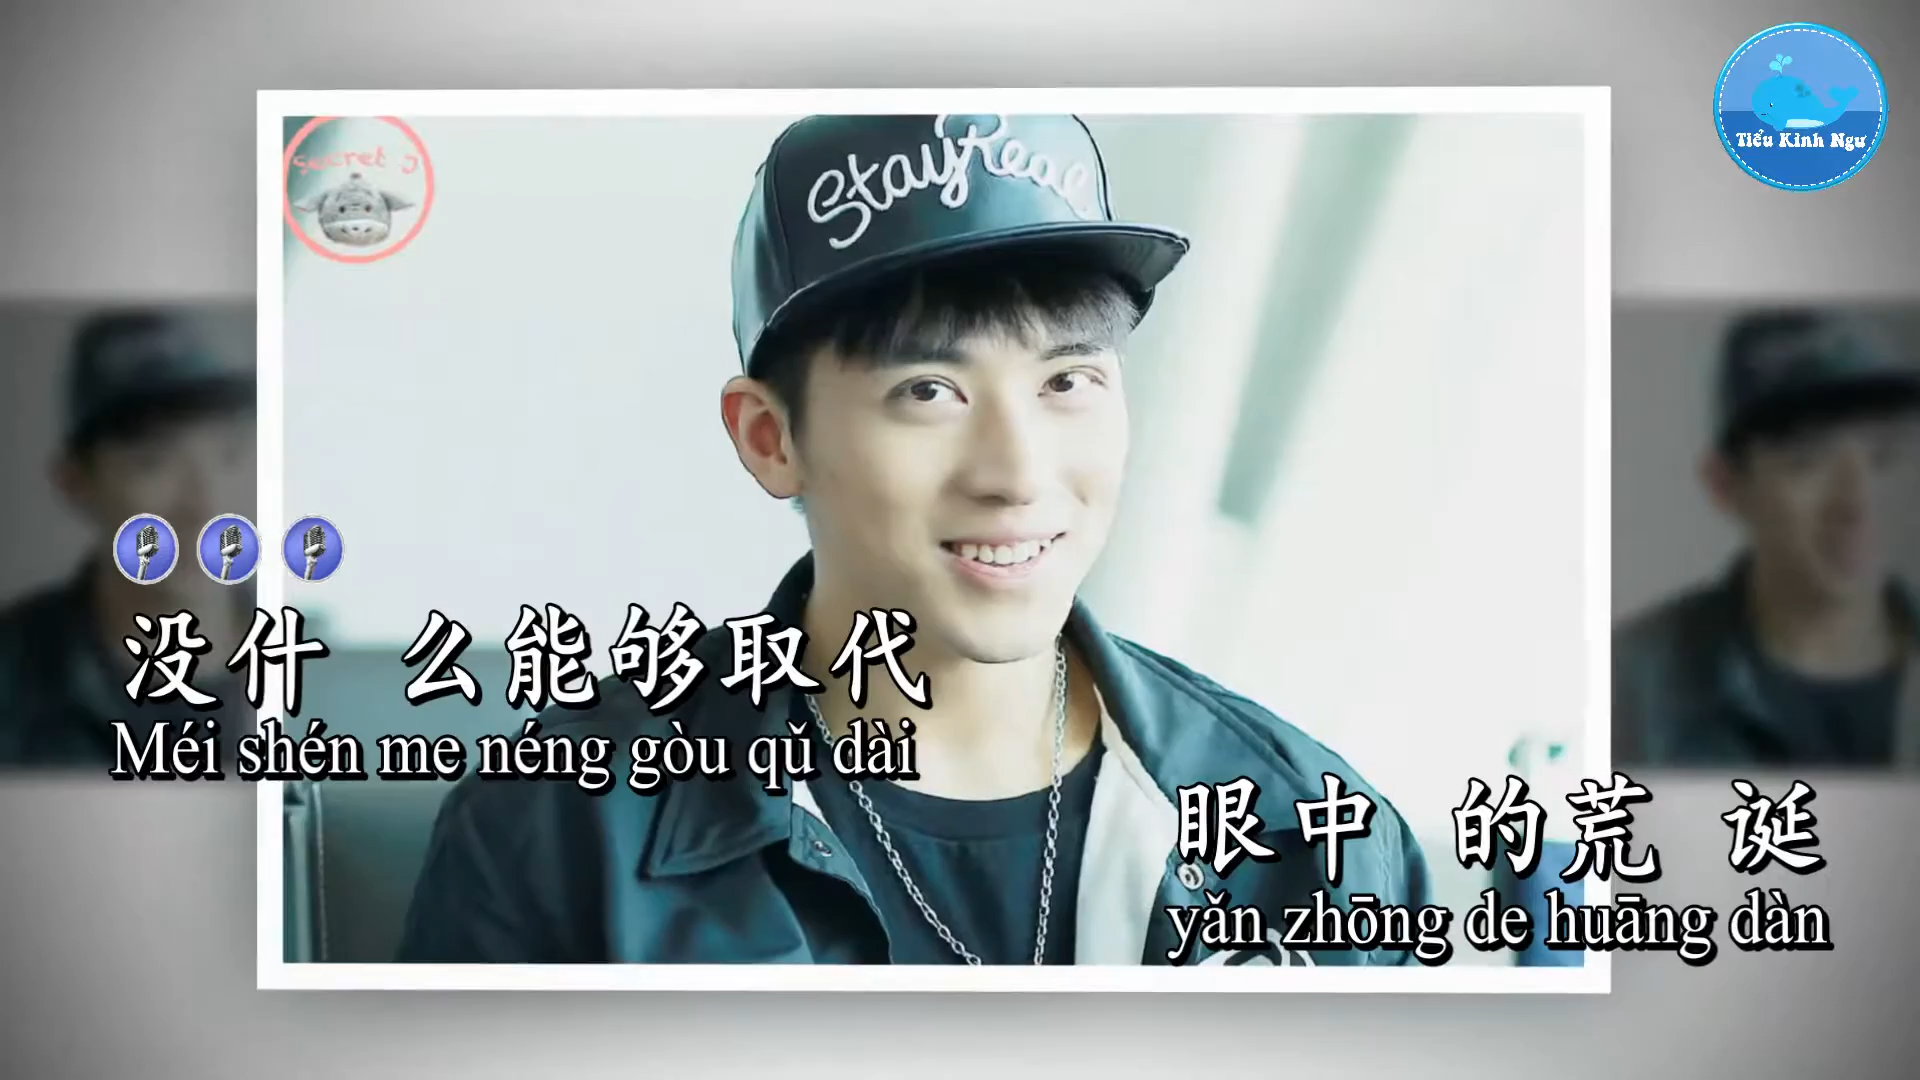 secret J
StayReal
Tiểu Kình Ngư
没什 么能够取代
Méi shén me néng gòu qǔ dài
眼中 的荒 诞
yǎn zhōng de huāng dàn